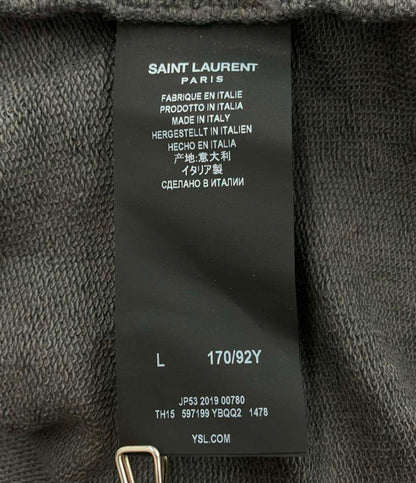 SAINT LAURENT
PARIS
FABRIQUE EN ITALIE
PRODOTTO IN ITALIA
MADE IN ITALY
HERGESTELLT IN ITALIEN
HECHO EN ITALIA
产地:意大利
イタリア製
СДЕЛАНО В ИТАЛИИ
L 170/92Y
JP53 2019 00780
TH15 597199 YBQQ2 1478
YSL.COM